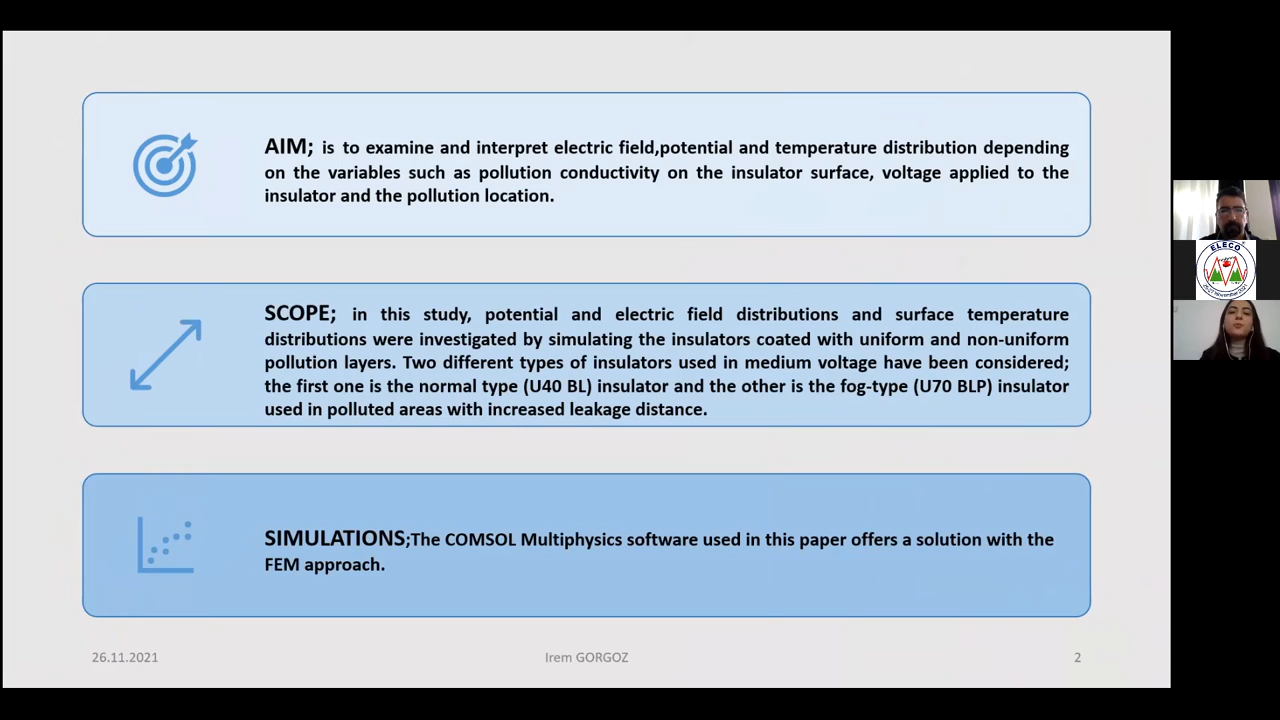 AIM; is to examine and interpret electric field,potential and temperature distribution depending
on the variables such as pollution conductivity on the insulator surface, voltage applied to the
insulator and the pollution location.
SCOPE; in this study, potential and electric field distributions and surface temperature
distributions were investigated by simulating the insulators coated with uniform and non-uniform
pollution layers. Two different types of insulators used in medium voltage have been considered;
the first one is the normal type (U40 BL) insulator and the other is the fog-type (U70 BLP) insulator
used in polluted areas with increased leakage distance.
SIMULATIONS;The COMSOL Multiphysics software used in this paper offers a solution with the
FEM approach.
26.11.2021
Irem GORGOZ
2
ELECO